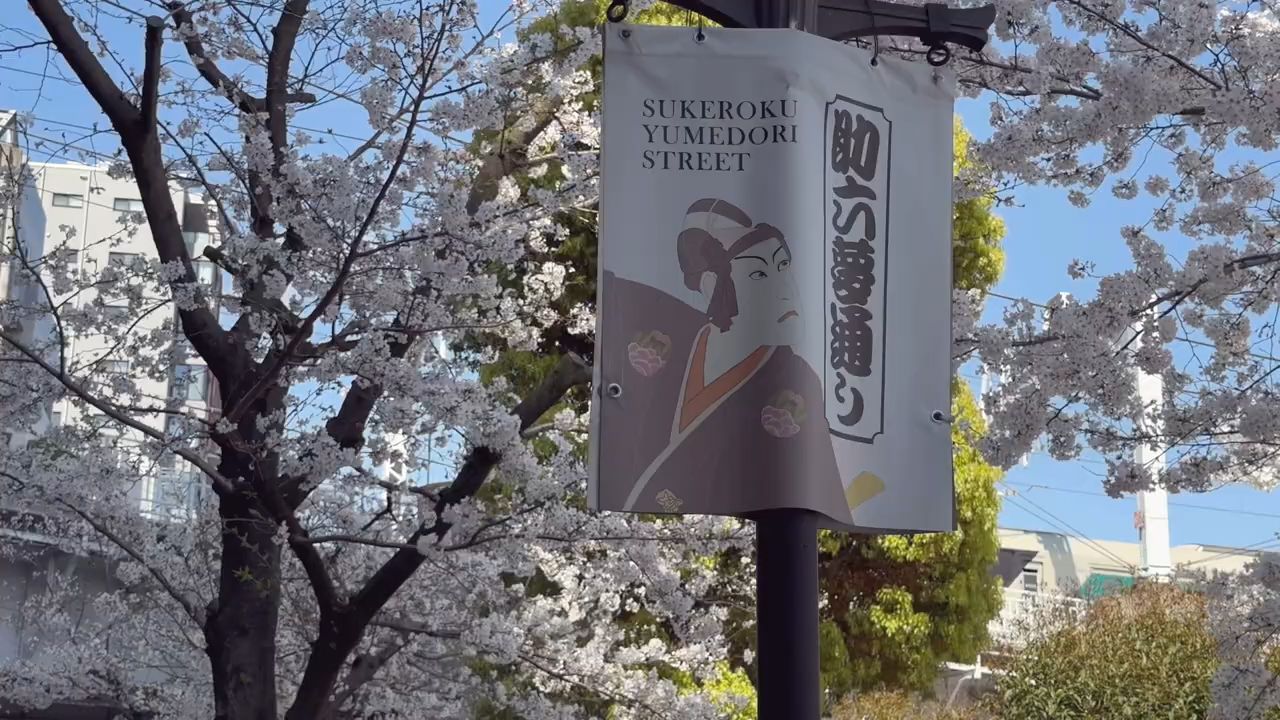 SUKEROKU
YUMEDORI
STREET
助六夢通り